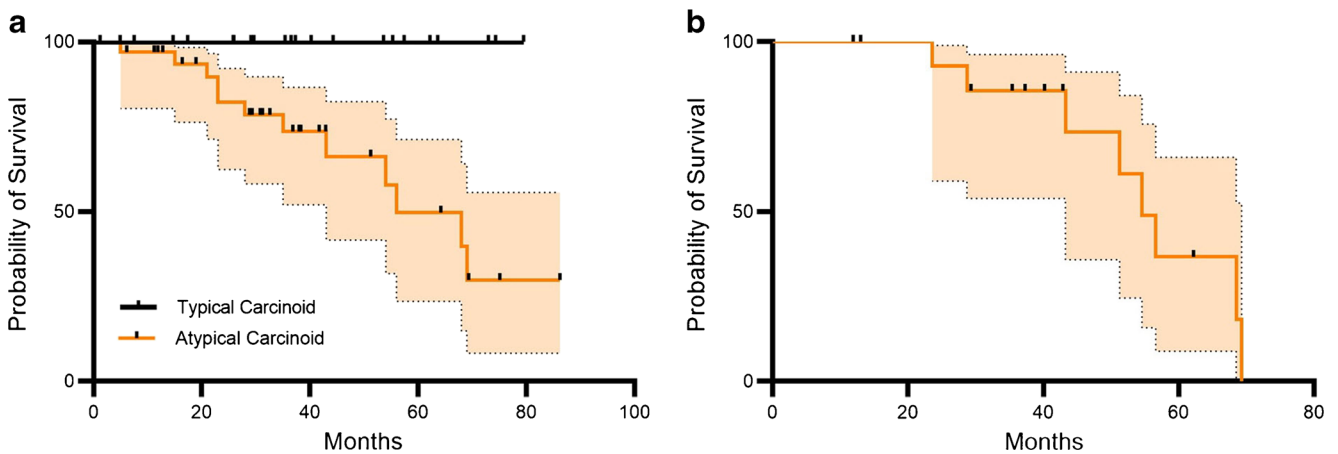 a
100
50
0
Probability of Survival
Typical Carcinoid
Atypical Carcinoid
0 20 40 60 80 100
Months
b
100
50
0
Probability of Survival
0 20 40 60 80
Months